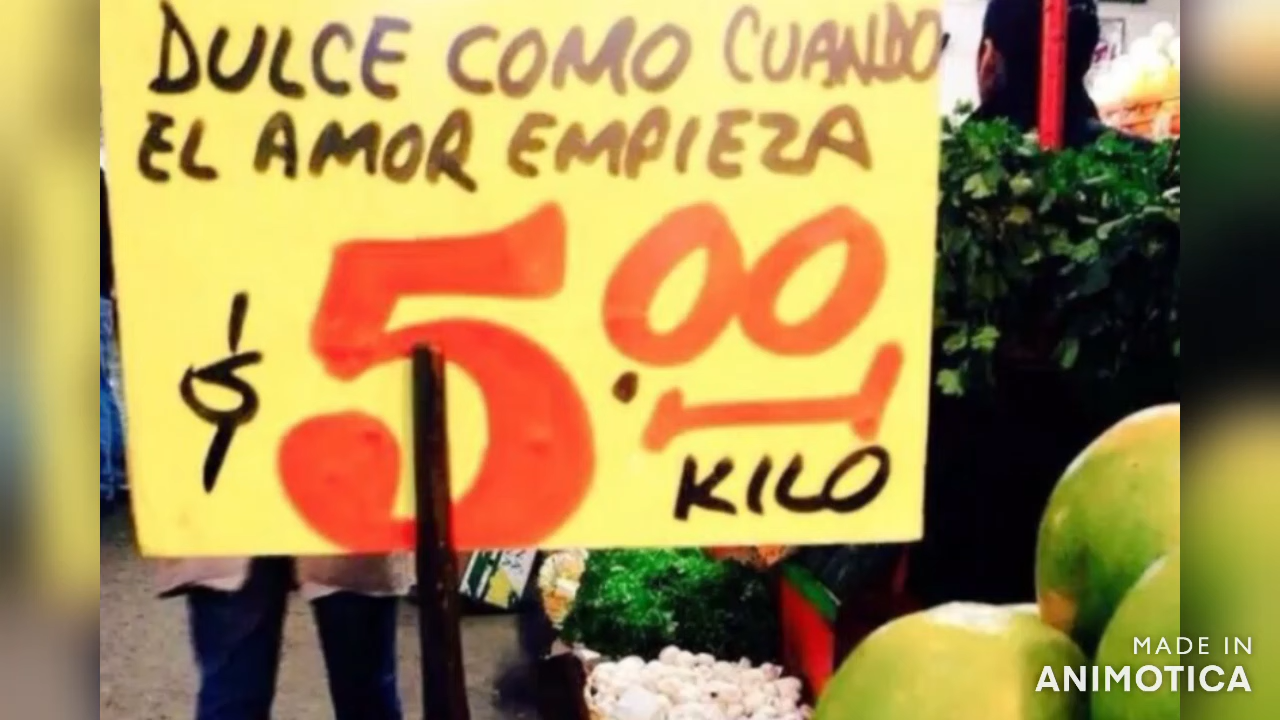 DULCE COMO CUANDO
EL AMOR EMPIEZA
$ 5.00
KILO
MADE IN
ANIMOTICA